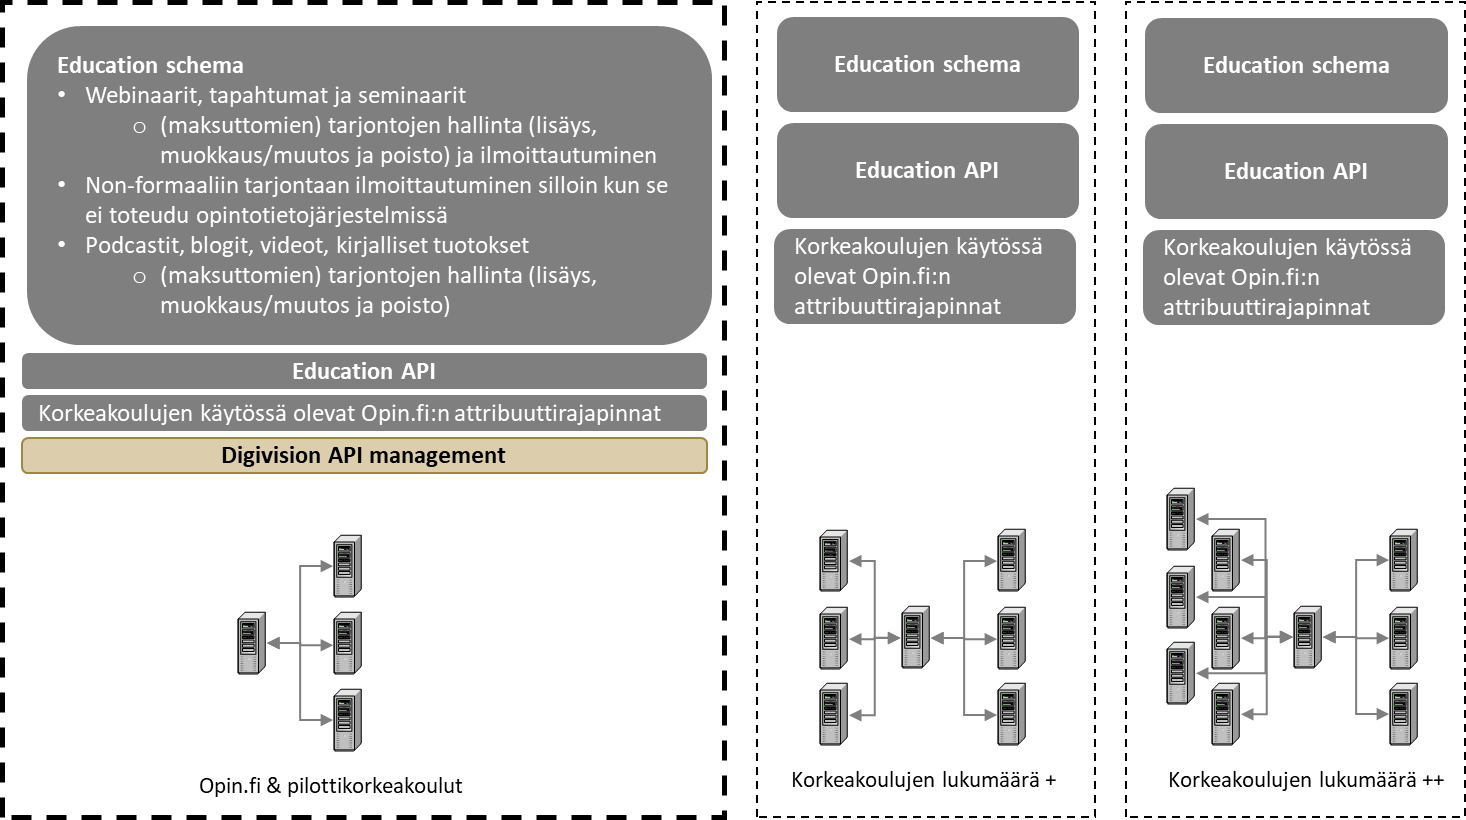 Education schema
• Webinaarit, tapahtumat ja seminaarit
o (maksuttomien) tarjontojen hallinta (lisäys,
muokkaus/muutos ja poisto) ja ilmoittautuminen
• Non-formaaliin tarjontaan ilmoittautuminen silloin kun se
ei toteudu opintotietojärjestelmissä
• Podcastit, blogit, videot, kirjalliset tuotokset
o (maksuttomien) tarjontojen hallinta (lisäys,
muokkaus/muutos ja poisto)
Education API
Korkeakoulujen käytössä olevat Opin.fi:n attribuuttirajapinnat
Digivision API management
Opin.fi & pilottikorkeakoulut
Education schema
Education API
Korkeakoulujen käytössä
olevat Opin.fi:n
attribuuttirajapinnat
Korkeakoulujen lukumäärä +
Education schema
Education API
Korkeakoulujen käytössä
olevat Opin.fi:n
attribuuttirajapinnat
Korkeakoulujen lukumäärä ++